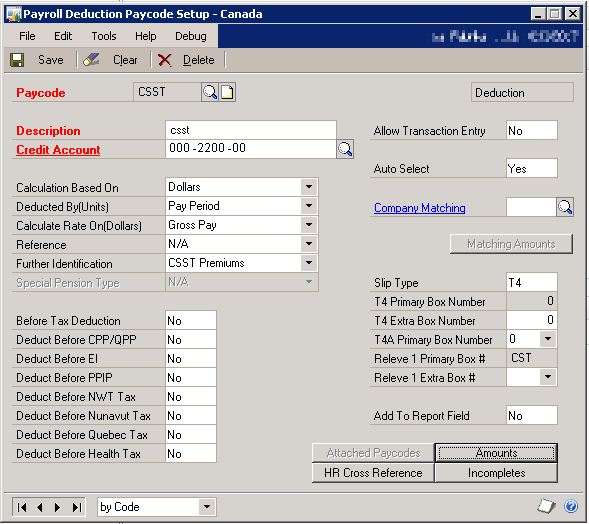 Payroll Deduction Paycode Setup - Canada
File Edit Tools Help Debug
Save Clear Delete
Paycode CSST Deduction
Description csst Allow Transaction Entry No
Credit Account 000 -2200 -00
Auto Select Yes
Calculation Based On Dollars
Deducted By(Units) Pay Period Company Matching
Calculate Rate On(Dollars) Gross Pay
Reference N/A Matching Amounts
Further Identification CSST Premiums
Special Pension Type N/A Slip Type T4
T4 Primary Box Number 0
Before Tax Deduction No T4 Extra Box Number 0
Deduct Before CPP/QPP No T4A Primary Box Number 0
Deduct Before EI No Releve 1 Primary Box # CST
Deduct Before PPIP No Releve 1 Extra Box #
Deduct Before NWT Tax No
Deduct Before Nunavut Tax No Add To Report Field No
Deduct Before Quebec Tax No
Deduct Before Health Tax No Attached Paycodes Amounts
HR Cross Reference Incompletes
by Code